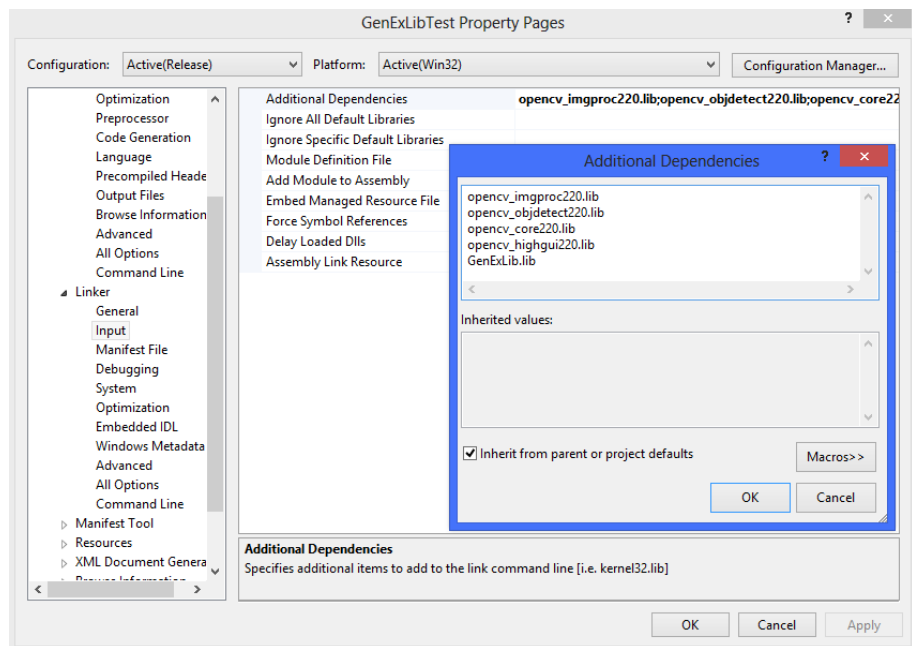 GenExLibTest Property Pages
?
Configuration: Active(Release) Platform: Active(Win32) Configuration Manager...
Optimization
Preprocessor
Code Generation
Language
Precompiled Heade
Output Files
Browse Information
Advanced
All Options
Command Line
Linker
General
Input
Manifest File
Debugging
System
Optimization
Embedded IDL
Windows Metadata
Advanced
All Options
Command Line
Manifest Tool
Resources
XML Document Genera
Additional Dependencies opencv_imgproc220.lib;opencv_objdetect220.lib;opencv_core22
Ignore All Default Libraries
Ignore Specific Default Libraries
Module Definition File
Add Module to Assembly
Embed Managed Resource File
Force Symbol References
Delay Loaded Dlls
Assembly Link Resource
Additional Dependencies
?
opencv_imgproc220.lib
opencv_objdetect220.lib
opencv_core220.lib
opencv_highgui220.lib
GenExLib.lib
Inherited values:
Inherit from parent or project defaults
Macros>>
OK Cancel
Additional Dependencies
Specifies additional items to add to the link command line [i.e. kernel32.lib]
OK Cancel Apply